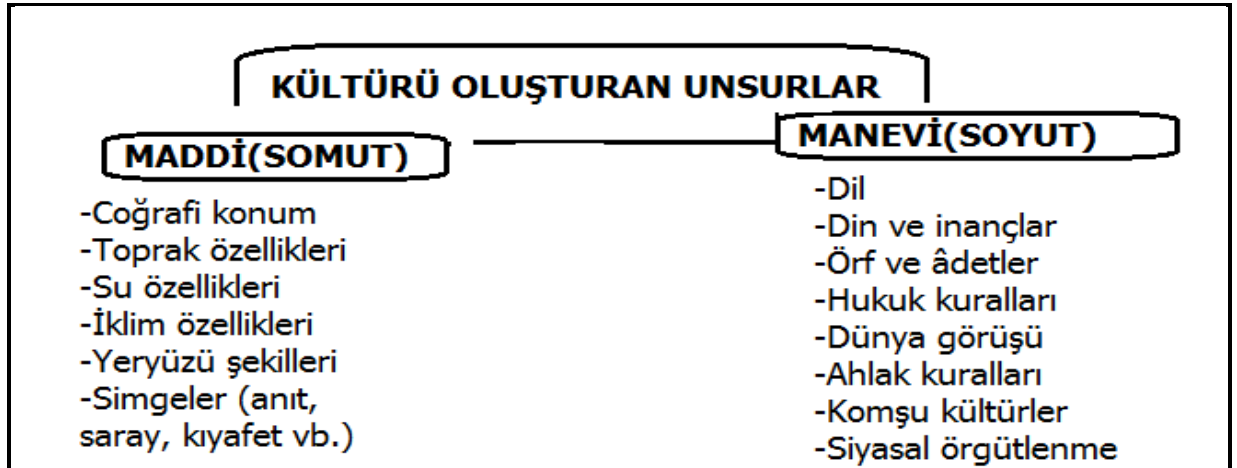 KÜLTÜRÜ OLUŞTURAN UNSURLAR
MADDİ(SOMUT)
-Coğrafi konum
-Toprak özellikleri
-Su özellikleri
-İklim özellikleri
-Yeryüzü şekilleri
-Simgeler (anıt,
saray, kıyafet vb.)
MANEVİ(SOYUT)
-Dil
-Din ve inançlar
-Örf ve âdetler
-Hukuk kuralları
-Dünya görüşü
-Ahlak kuralları
-Komşu kültürler
-Siyasal örgütlenme